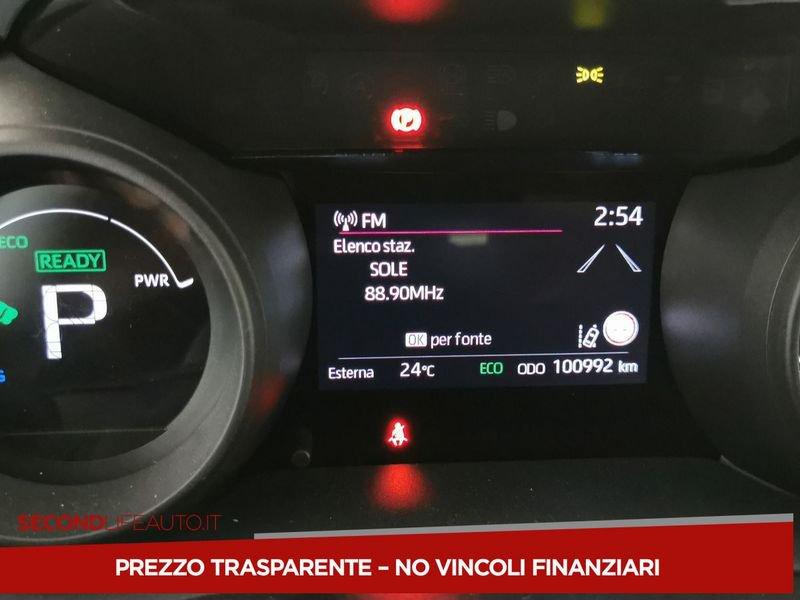 FM
2:54
Elenco staz.
SOLE
88.90MHz
OK per fonte
Esterna 24°C ECO ODO 100992 km
ECO
READY
PWR
P
SECONDLIFEAUTO.IT
PREZZO TRASPARENTE – NO VINCOLI FINANZIARI